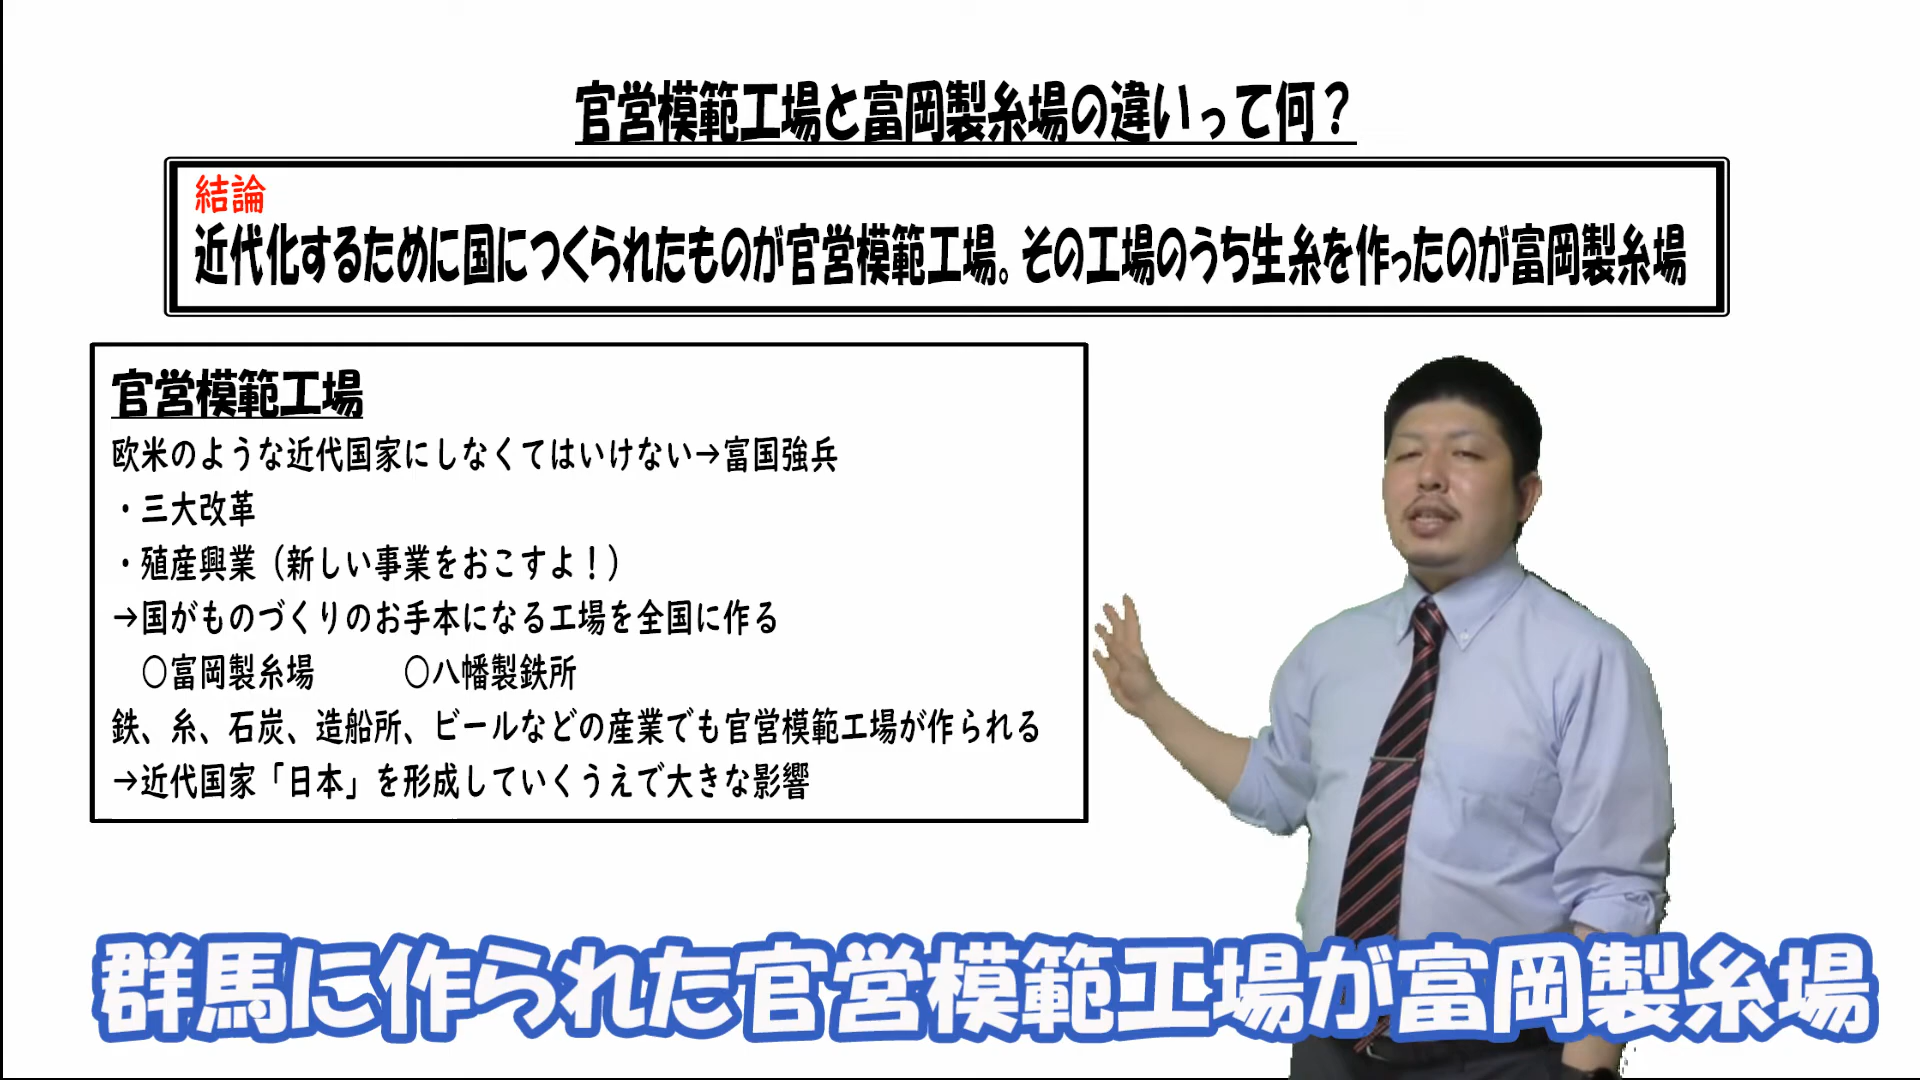 官営模範工場と富岡製糸場の違いって何？
結論
近代化するために国につくられたものが官営模範工場。その工場のうち生糸を作ったのが富岡製糸場
官営模範工場
欧米のような近代国家にしなくてはいけない→富国強兵
・三大改革
・殖産興業（新しい事業をおこすよ！）
→国がものづくりのお手本になる工場を全国に作る
○富岡製糸場　　　○八幡製鉄所
鉄、糸、石炭、造船所、ビールなどの産業でも官営模範工場が作られる
→近代国家「日本」を形成していくうえで大きな影響
群馬に作られた官営模範工場が富岡製糸場